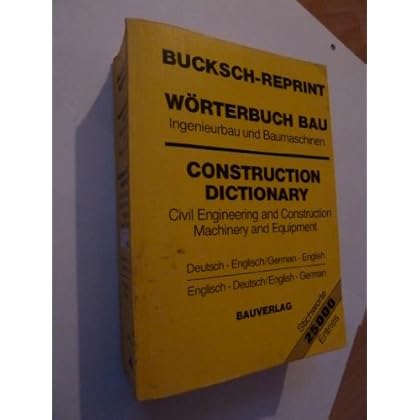 BUCKSCH-REPRINT
WÖRTERBUCH BAU
Ingenieurbau und Baumaschinen
CONSTRUCTION
DICTIONARY
Civil Engineering and Construction
Machinery and Equipment
Deutsch - Englisch/German - English
Englisch - Deutsch/English - German
BAUVERLAG
Stichworte
25000
Entries